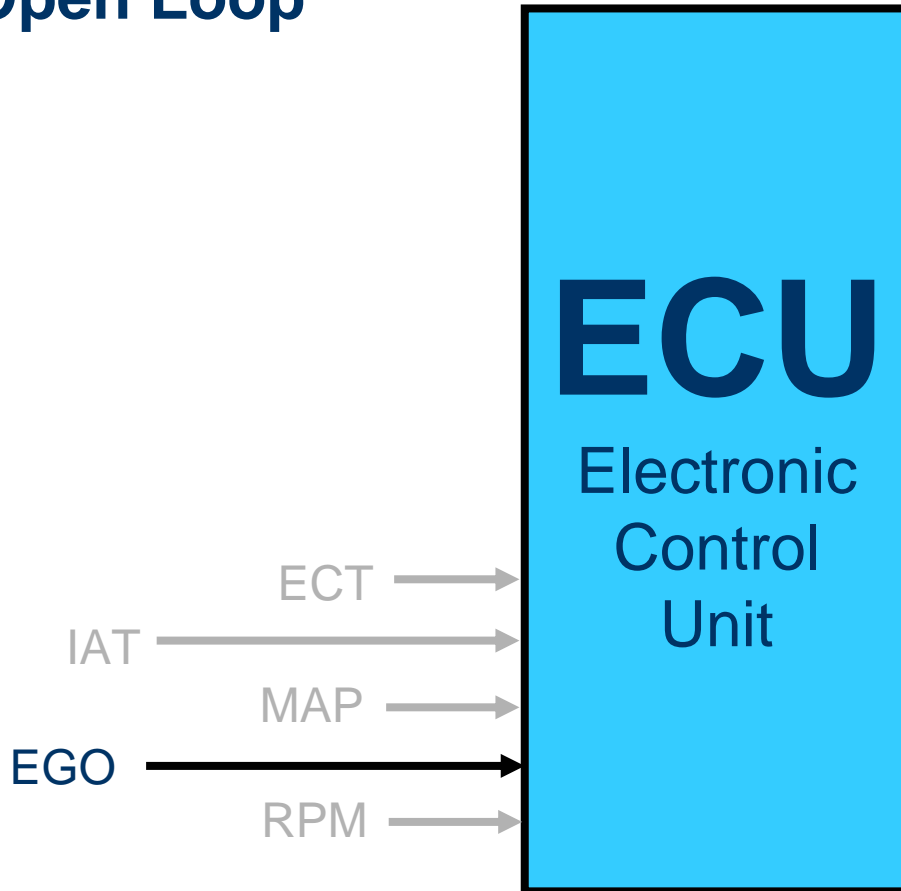 Open Loop
ECU
Electronic
Control
Unit
ECT
IAT
MAP
EGO
RPM